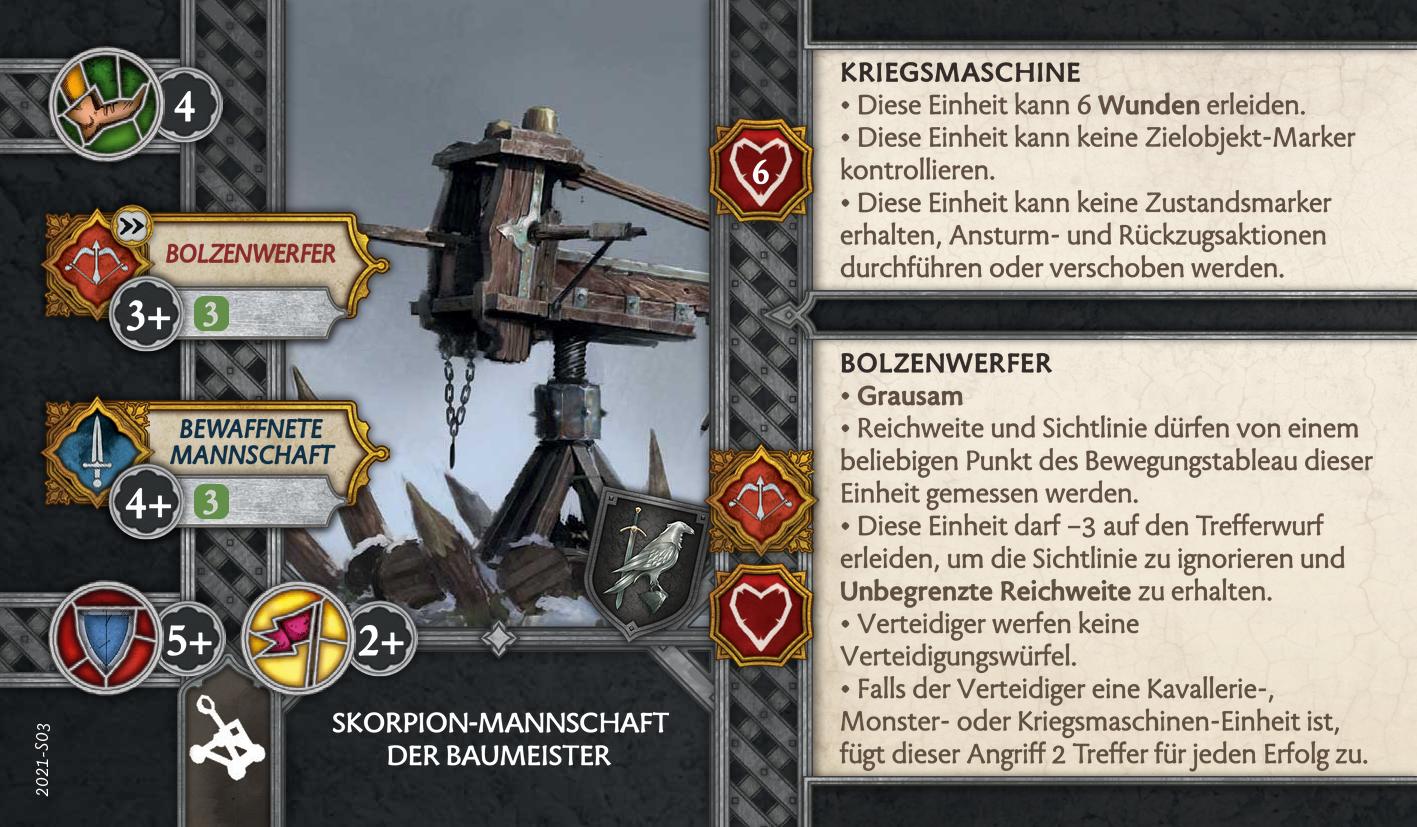 4
BOLZENWERFER
3+
3
BEWAFFNETE
MANNSCHAFT
4+
3
5+
2+
SKORPION-MANNSCHAFT
DER BAUMEISTER
2021-S03
6
KRIEGSMASCHINE
• Diese Einheit kann 6 Wunden erleiden.
• Diese Einheit kann keine Zielobjekt-Marker
kontrollieren.
• Diese Einheit kann keine Zustandsmarker
erhalten, Ansturm- und Rückzugsaktionen
durchführen oder verschoben werden.
BOLZENWERFER
• Grausam
• Reichweite und Sichtlinie dürfen von einem
beliebigen Punkt des Bewegungstableau dieser
Einheit gemessen werden.
• Diese Einheit darf –3 auf den Trefferwurf
erleiden, um die Sichtlinie zu ignorieren und
Unbegrenzte Reichweite zu erhalten.
• Verteidiger werfen keine
Verteidigungswürfel.
• Falls der Verteidiger eine Kavallerie-,
Monster- oder Kriegsmaschinen-Einheit ist,
fügt dieser Angriff 2 Treffer für jeden Erfolg zu.